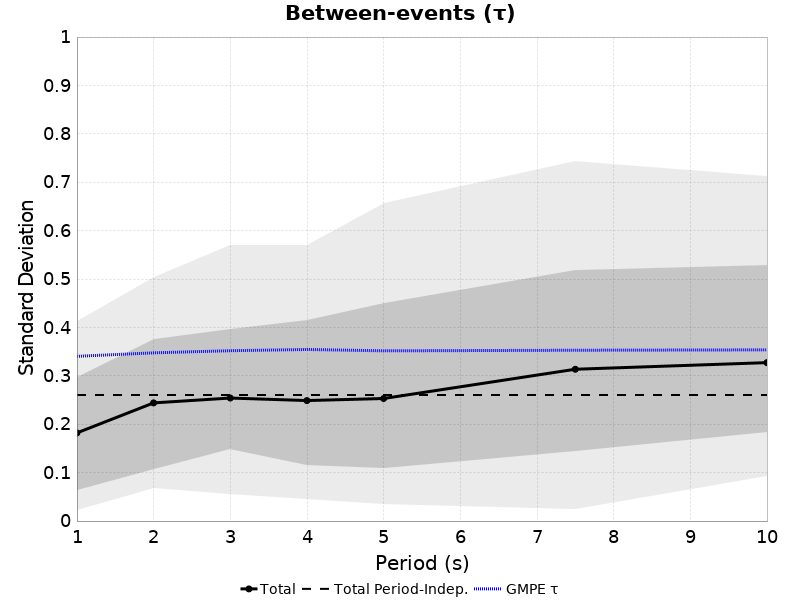 Between-events (τ)
1
0.9
0.8
0.7
0.6
0.5
0.4
0.3
0.2
0.1
0
Standard Deviation
1 2 3 4 5 6 7 8 9 10
Period (s)
Total Total Period-Indep. GMPE τ